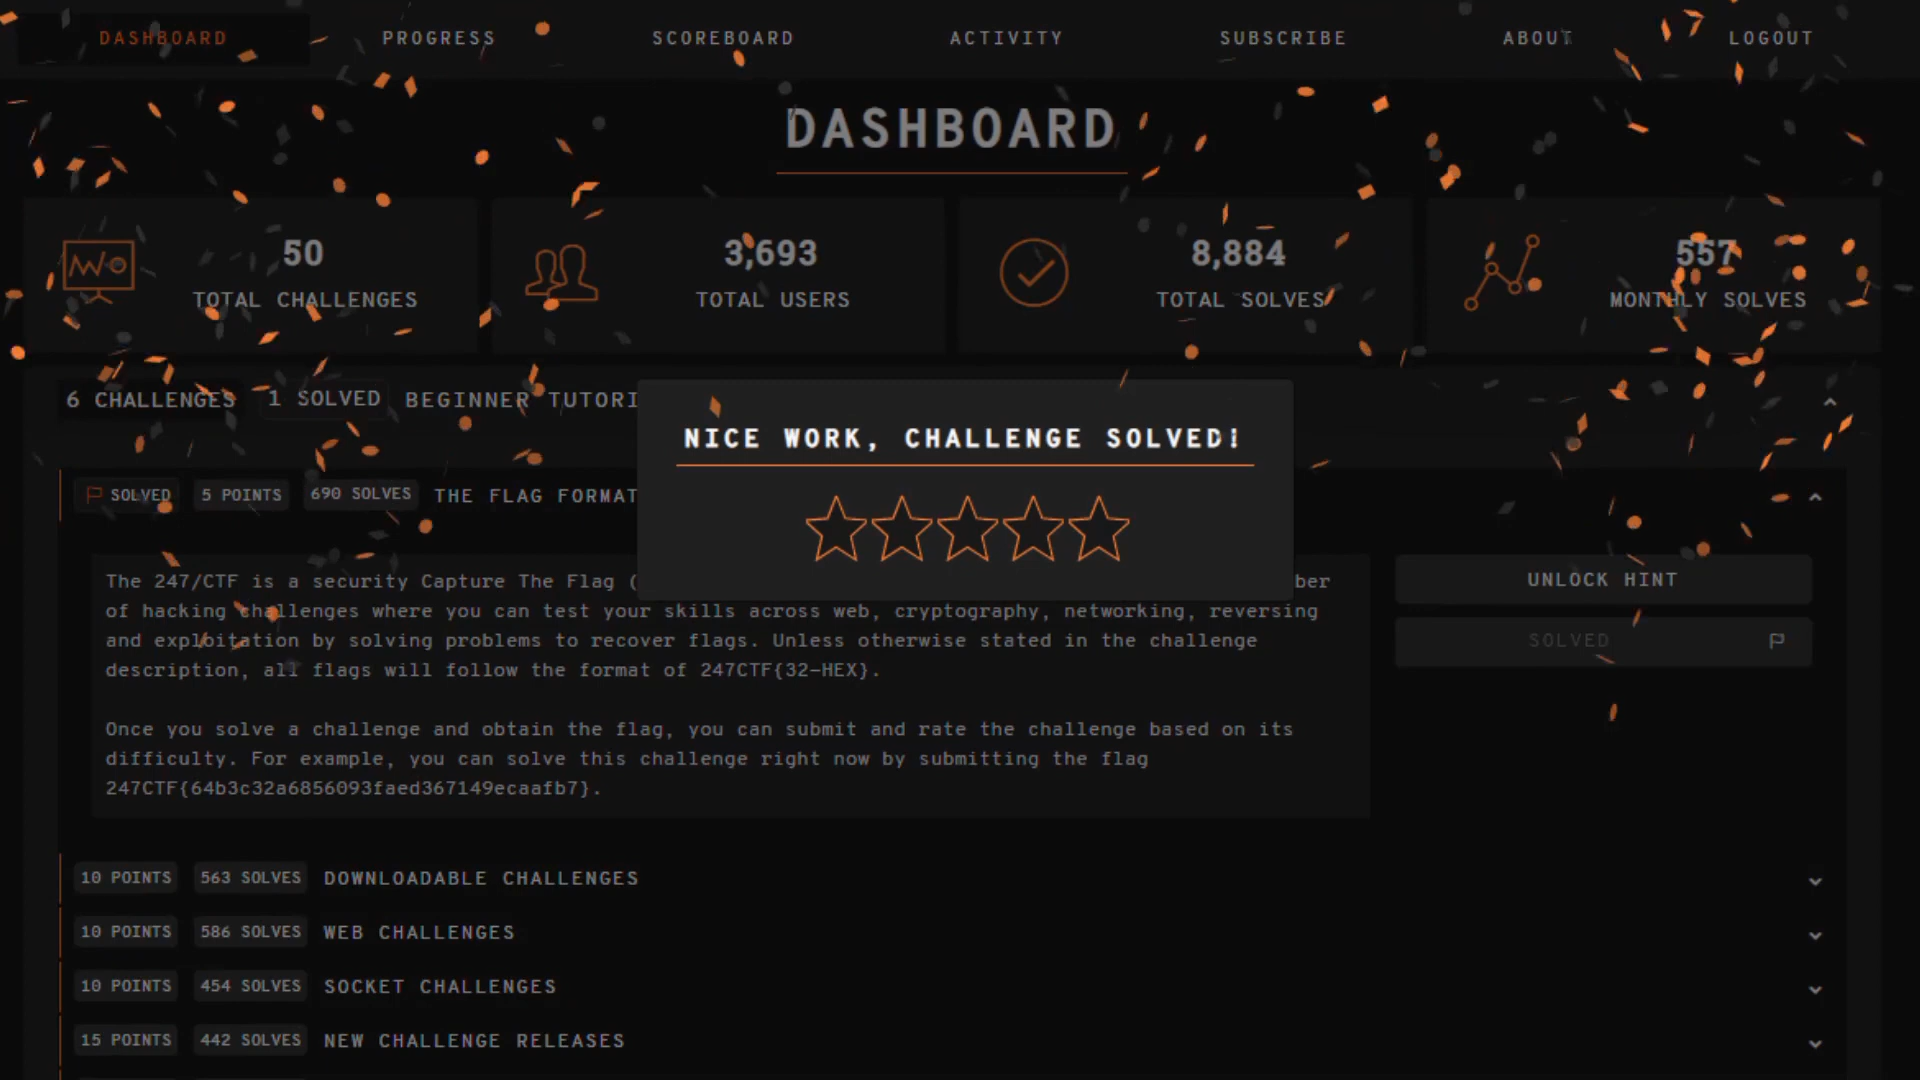 DASHBOARD PROGRESS SCOREBOARD ACTIVITY SUBSCRIBE ABOUT LOGOUT
DASHBOARD
50
TOTAL CHALLENGES
3,693
TOTAL USERS
8,884
TOTAL SOLVES
557
MONTHLY SOLVES
6 CHALLENGES 1 SOLVED BEGINNER TUTORI
NICE WORK, CHALLENGE SOLVED!
SOLVED 5 POINTS 690 SOLVES THE FLAG FORMAT
The 247/CTF is a security Capture The Flag ( ber
of hacking challenges where you can test your skills across web, cryptography, networking, reversing
and exploitation by solving problems to recover flags. Unless otherwise stated in the challenge
description, all flags will follow the format of 247CTF{32-HEX}.
Once you solve a challenge and obtain the flag, you can submit and rate the challenge based on its
difficulty. For example, you can solve this challenge right now by submitting the flag
247CTF{64b3c32a6856093faed367149ecaafb7}.
UNLOCK HINT
SOLVED
10 POINTS 563 SOLVES DOWNLOADABLE CHALLENGES
10 POINTS 586 SOLVES WEB CHALLENGES
10 POINTS 454 SOLVES SOCKET CHALLENGES
15 POINTS 442 SOLVES NEW CHALLENGE RELEASES